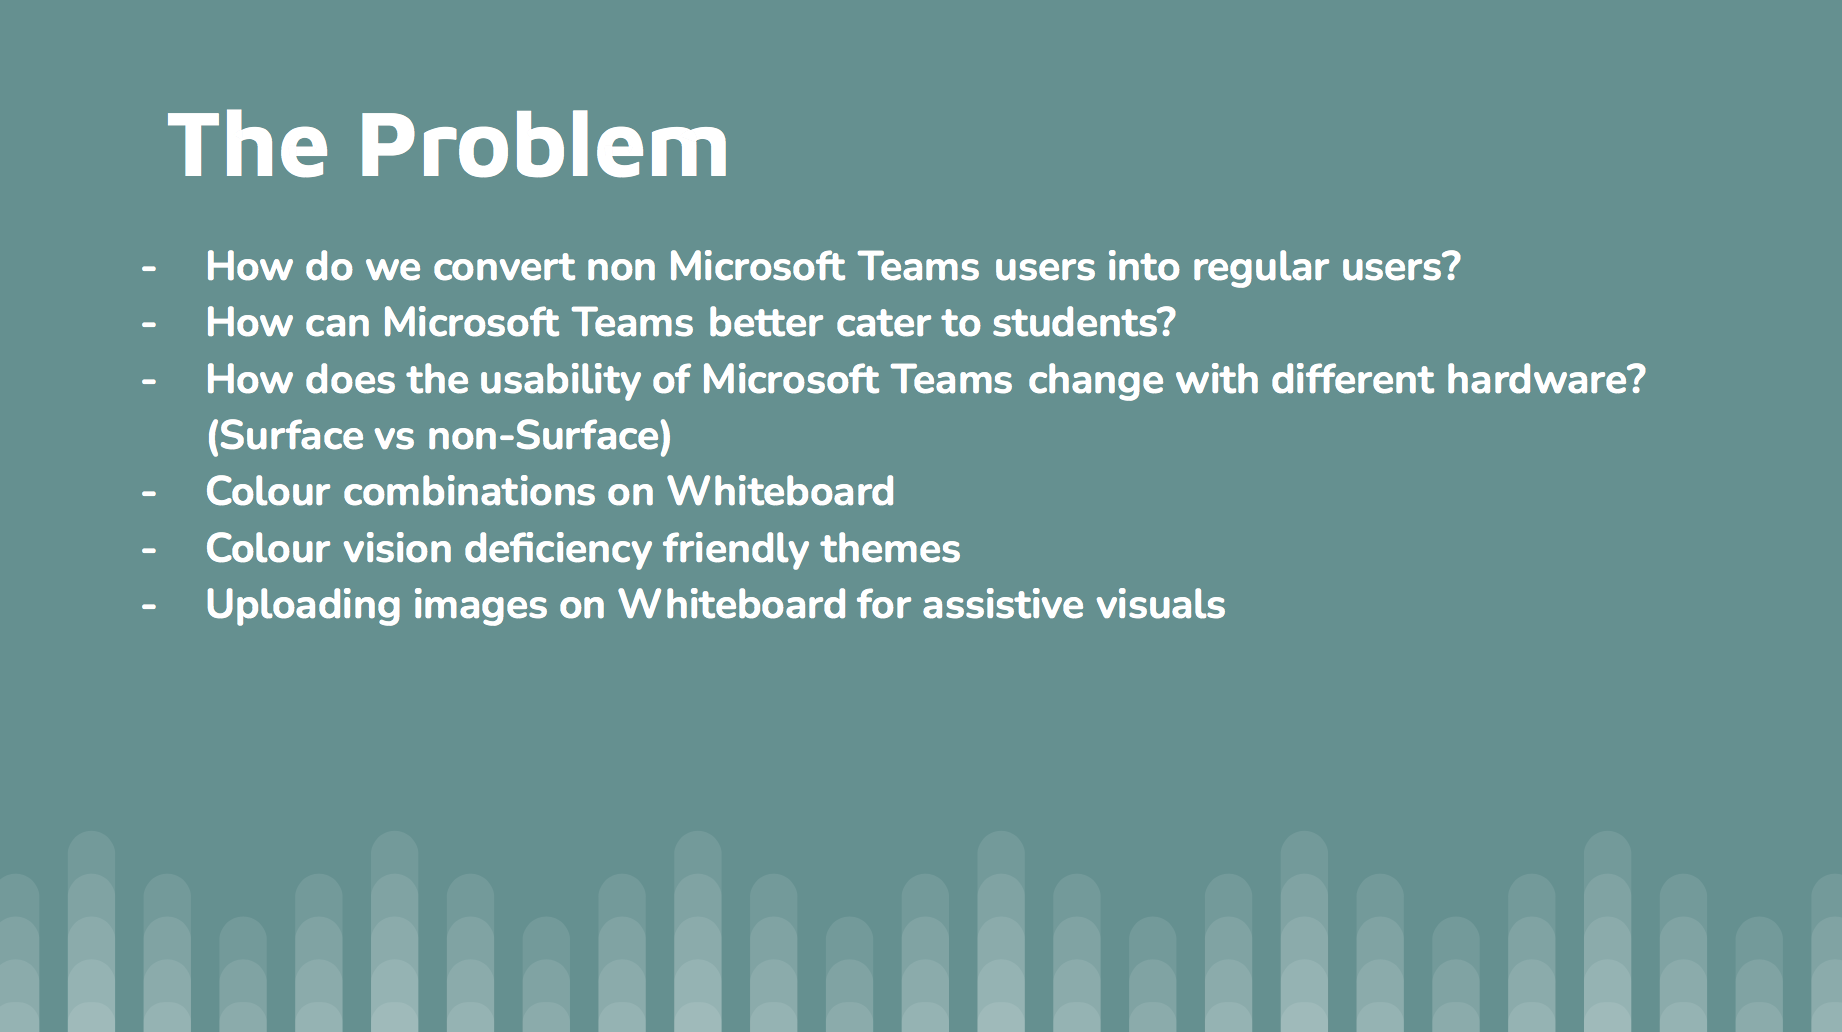 The Problem
- How do we convert non Microsoft Teams users into regular users?
- How can Microsoft Teams better cater to students?
- How does the usability of Microsoft Teams change with different hardware?
(Surface vs non-Surface)
- Colour combinations on Whiteboard
- Colour vision deficiency friendly themes
- Uploading images on Whiteboard for assistive visuals